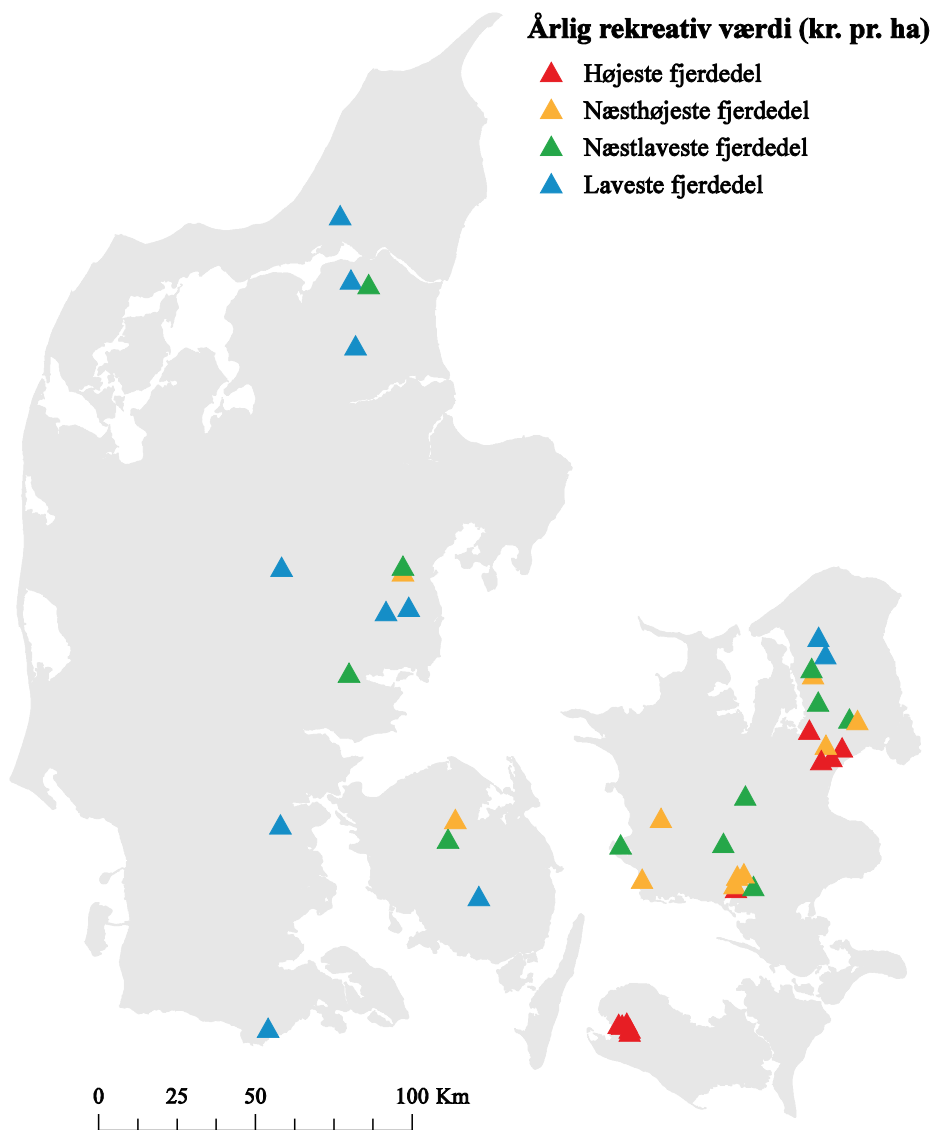 Årlig rekreativ værdi (kr. pr. ha)
Højeste fjerdedel
Næsthøjeste fjerdedel
Næstlaveste fjerdedel
Laveste fjerdedel
0 25 50 100 Km